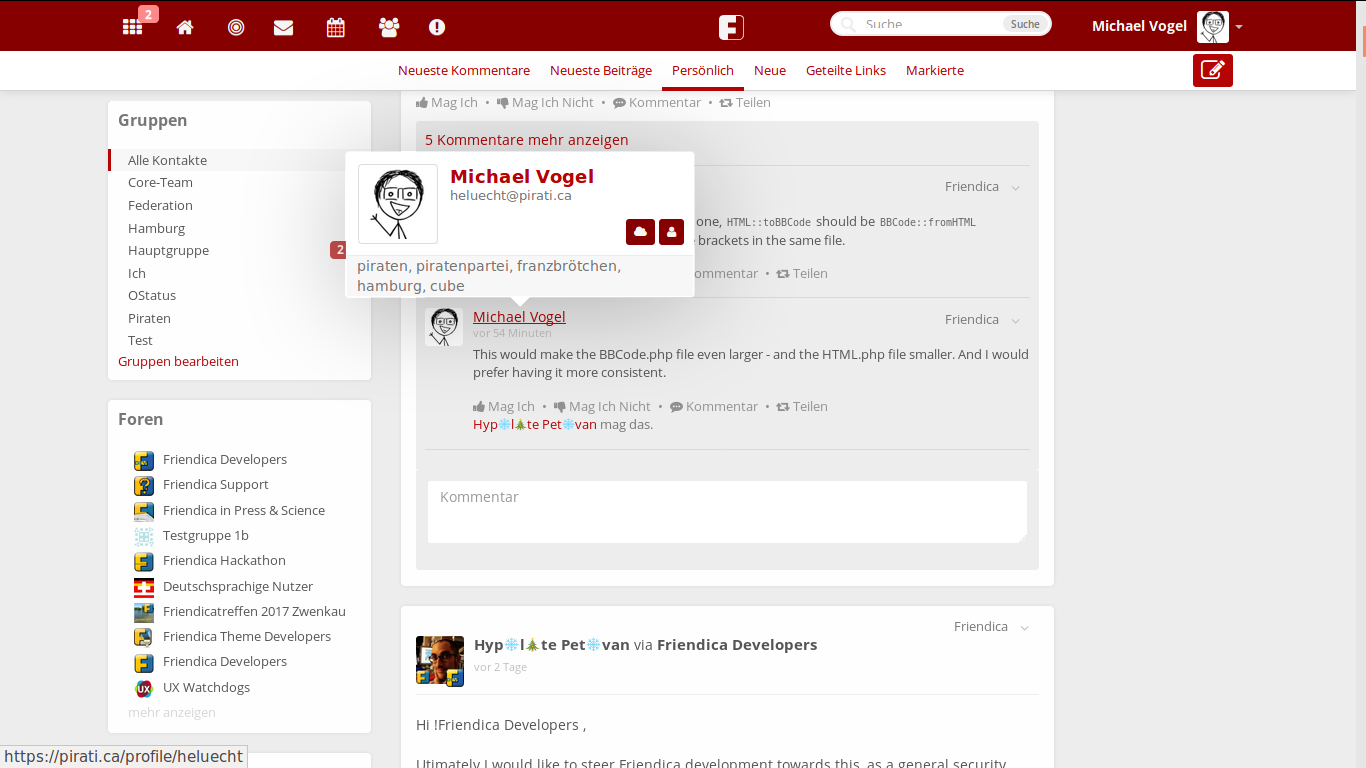 2
Suche
Suche
Michael Vogel
Neueste Kommentare
Neueste Beiträge
Persönlich
Neue
Geteilte Links
Markierte
Gruppen
Alle Kontakte
Core-Team
Federation
Hamburg
Hauptgruppe
2
Ich
OStatus
Piraten
Test
Gruppen bearbeiten
Foren
Friendica Developers
Friendica Support
Friendica in Press & Science
Testgruppe 1b
Friendica Hackathon
Deutschsprachige Nutzer
Friendicatreffen 2017 Zwenkau
Friendica Theme Developers
Friendica Developers
UX Watchdogs
mehr anzeigen
Mag Ich • Mag Ich Nicht • Kommentar • Teilen
5 Kommentare mehr anzeigen
Michael Vogel
heluecht@pirati.ca
piraten, piratenpartei, franzbrötchen,
hamburg, cube
Friendica
one, HTML::toBBCode should be BBCode::fromHTML
brackets in the same file.
ommentar • Teilen
Michael Vogel
vor 54 Minuten
Friendica
This would make the BBCode.php file even larger - and the HTML.php file smaller. And I would
prefer having it more consistent.
Mag Ich • Mag Ich Nicht • Kommentar • Teilen
Hyp❄l🎄te Pet❄van mag das.
Kommentar
Friendica
Hyp❄l🎄te Pet❄van via Friendica Developers
vor 2 Tage
Hi !Friendica Developers ,
Utimately I would like to steer Friendica development towards this, as a general security
https://pirati.ca/profile/heluecht